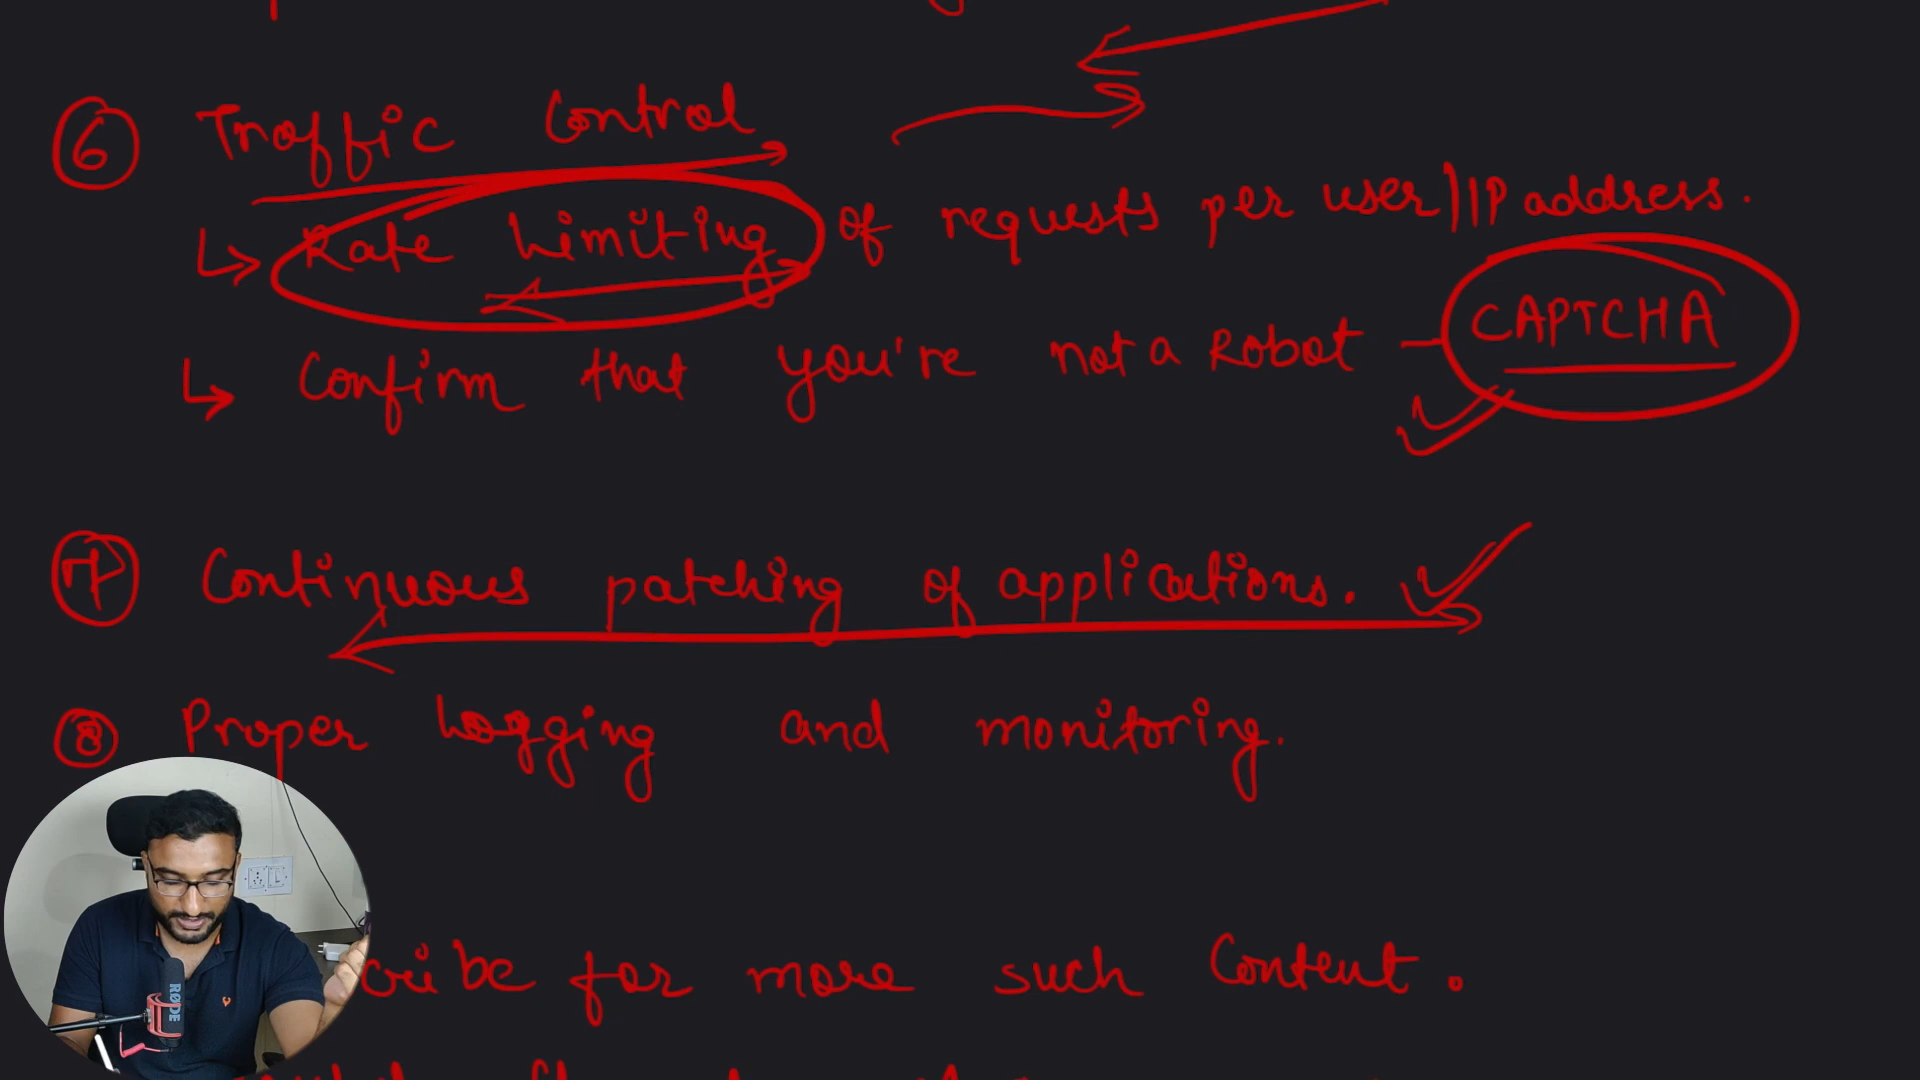 6 Traffic Control
↳ Rate Limiting of requests per user/IP address.
↳ Confirm that you're not a Robot - CAPTCHA
7 Continuous patching of applications.
8 Proper Logging and monitoring.
cribe for more such Content.
RØDE